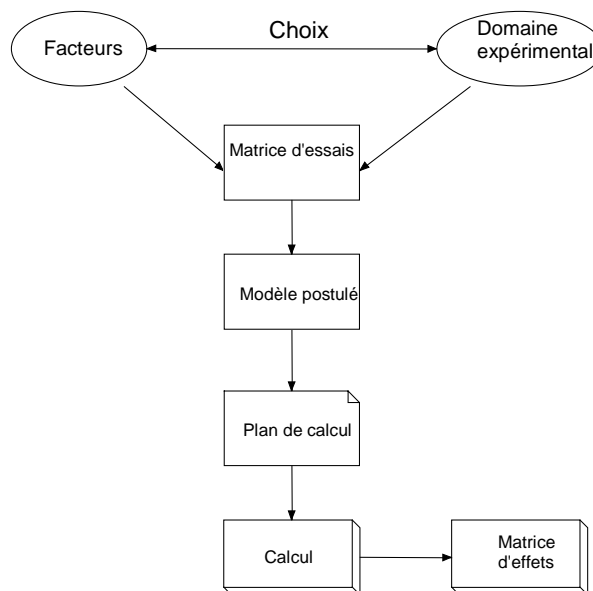 Choix
Facteurs
Domaine
expérimental
Matrice d'essais
Modèle postulé
Plan de calcul
Calcul
Matrice
d'effets